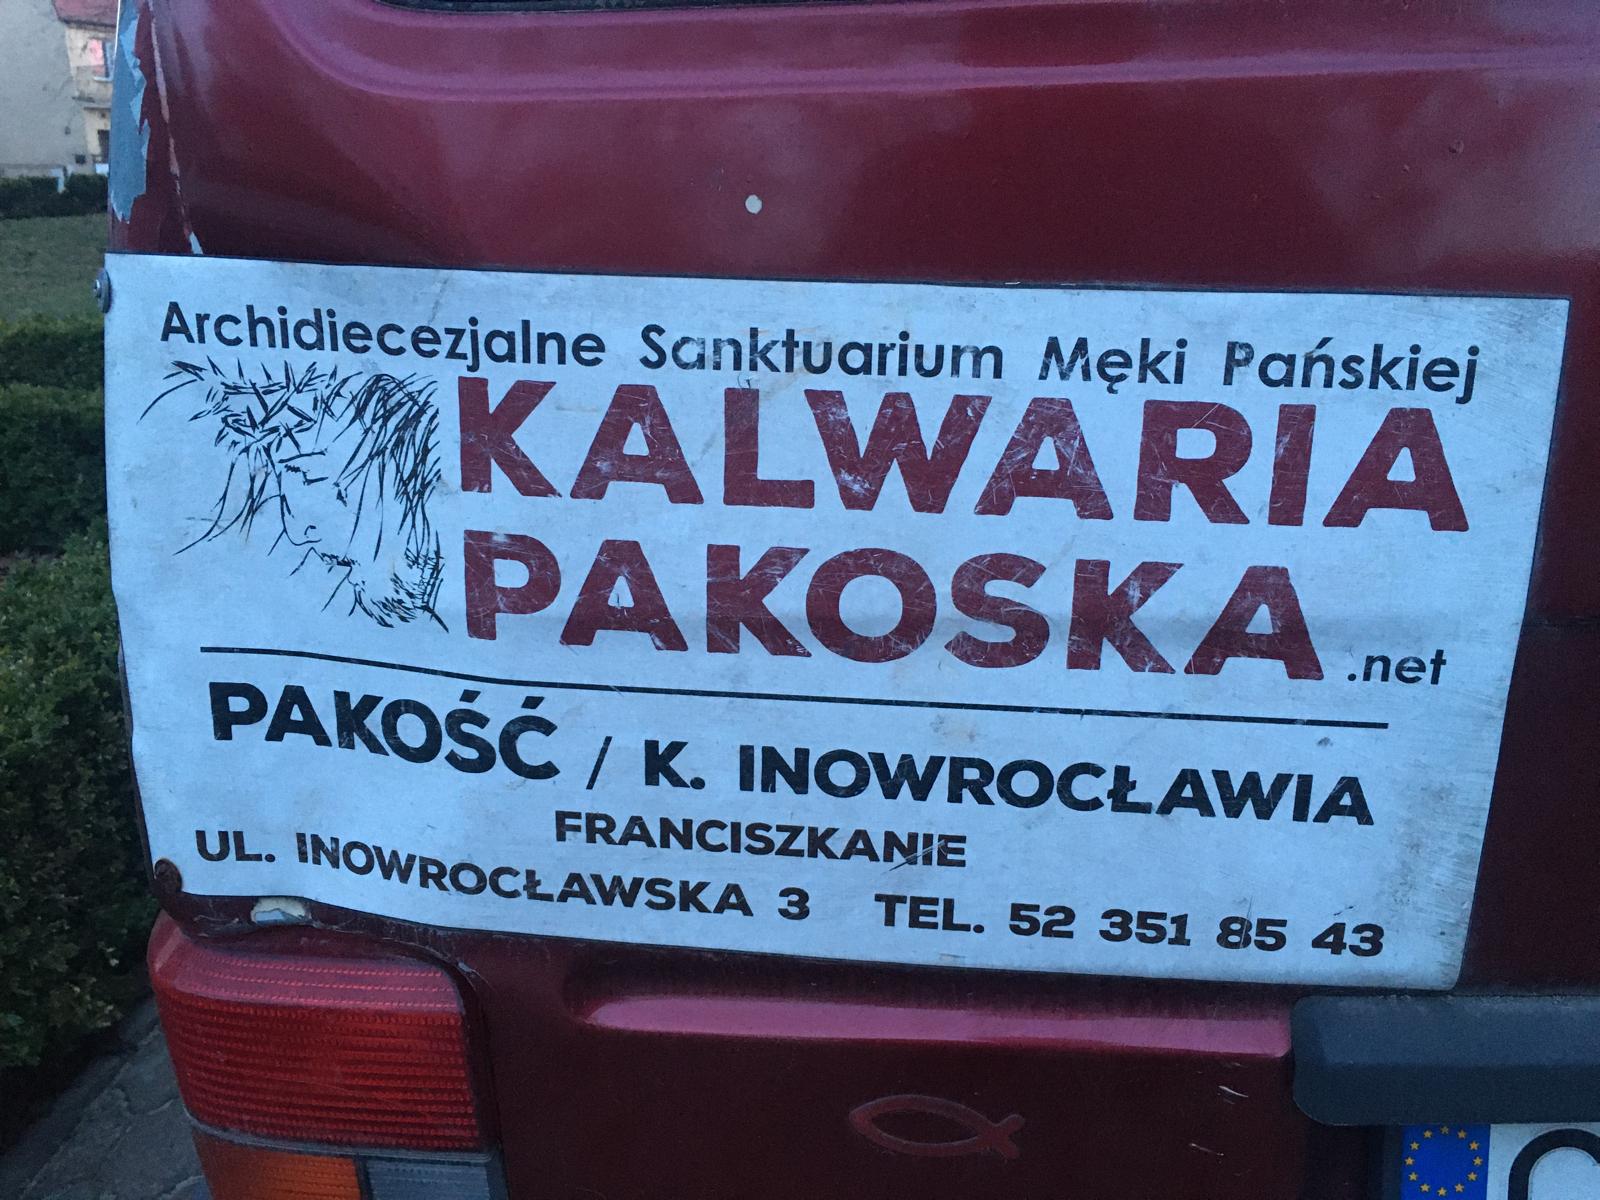 Archidiecezjalne Sanktuarium Męki Pańskiej
KALWARIA
PAKOSKA .net
PAKOŚĆ / K. INOWROCŁAWIA
FRANCISZKANIE
UL. INOWROCŁAWSKA 3 TEL. 52 351 85 43